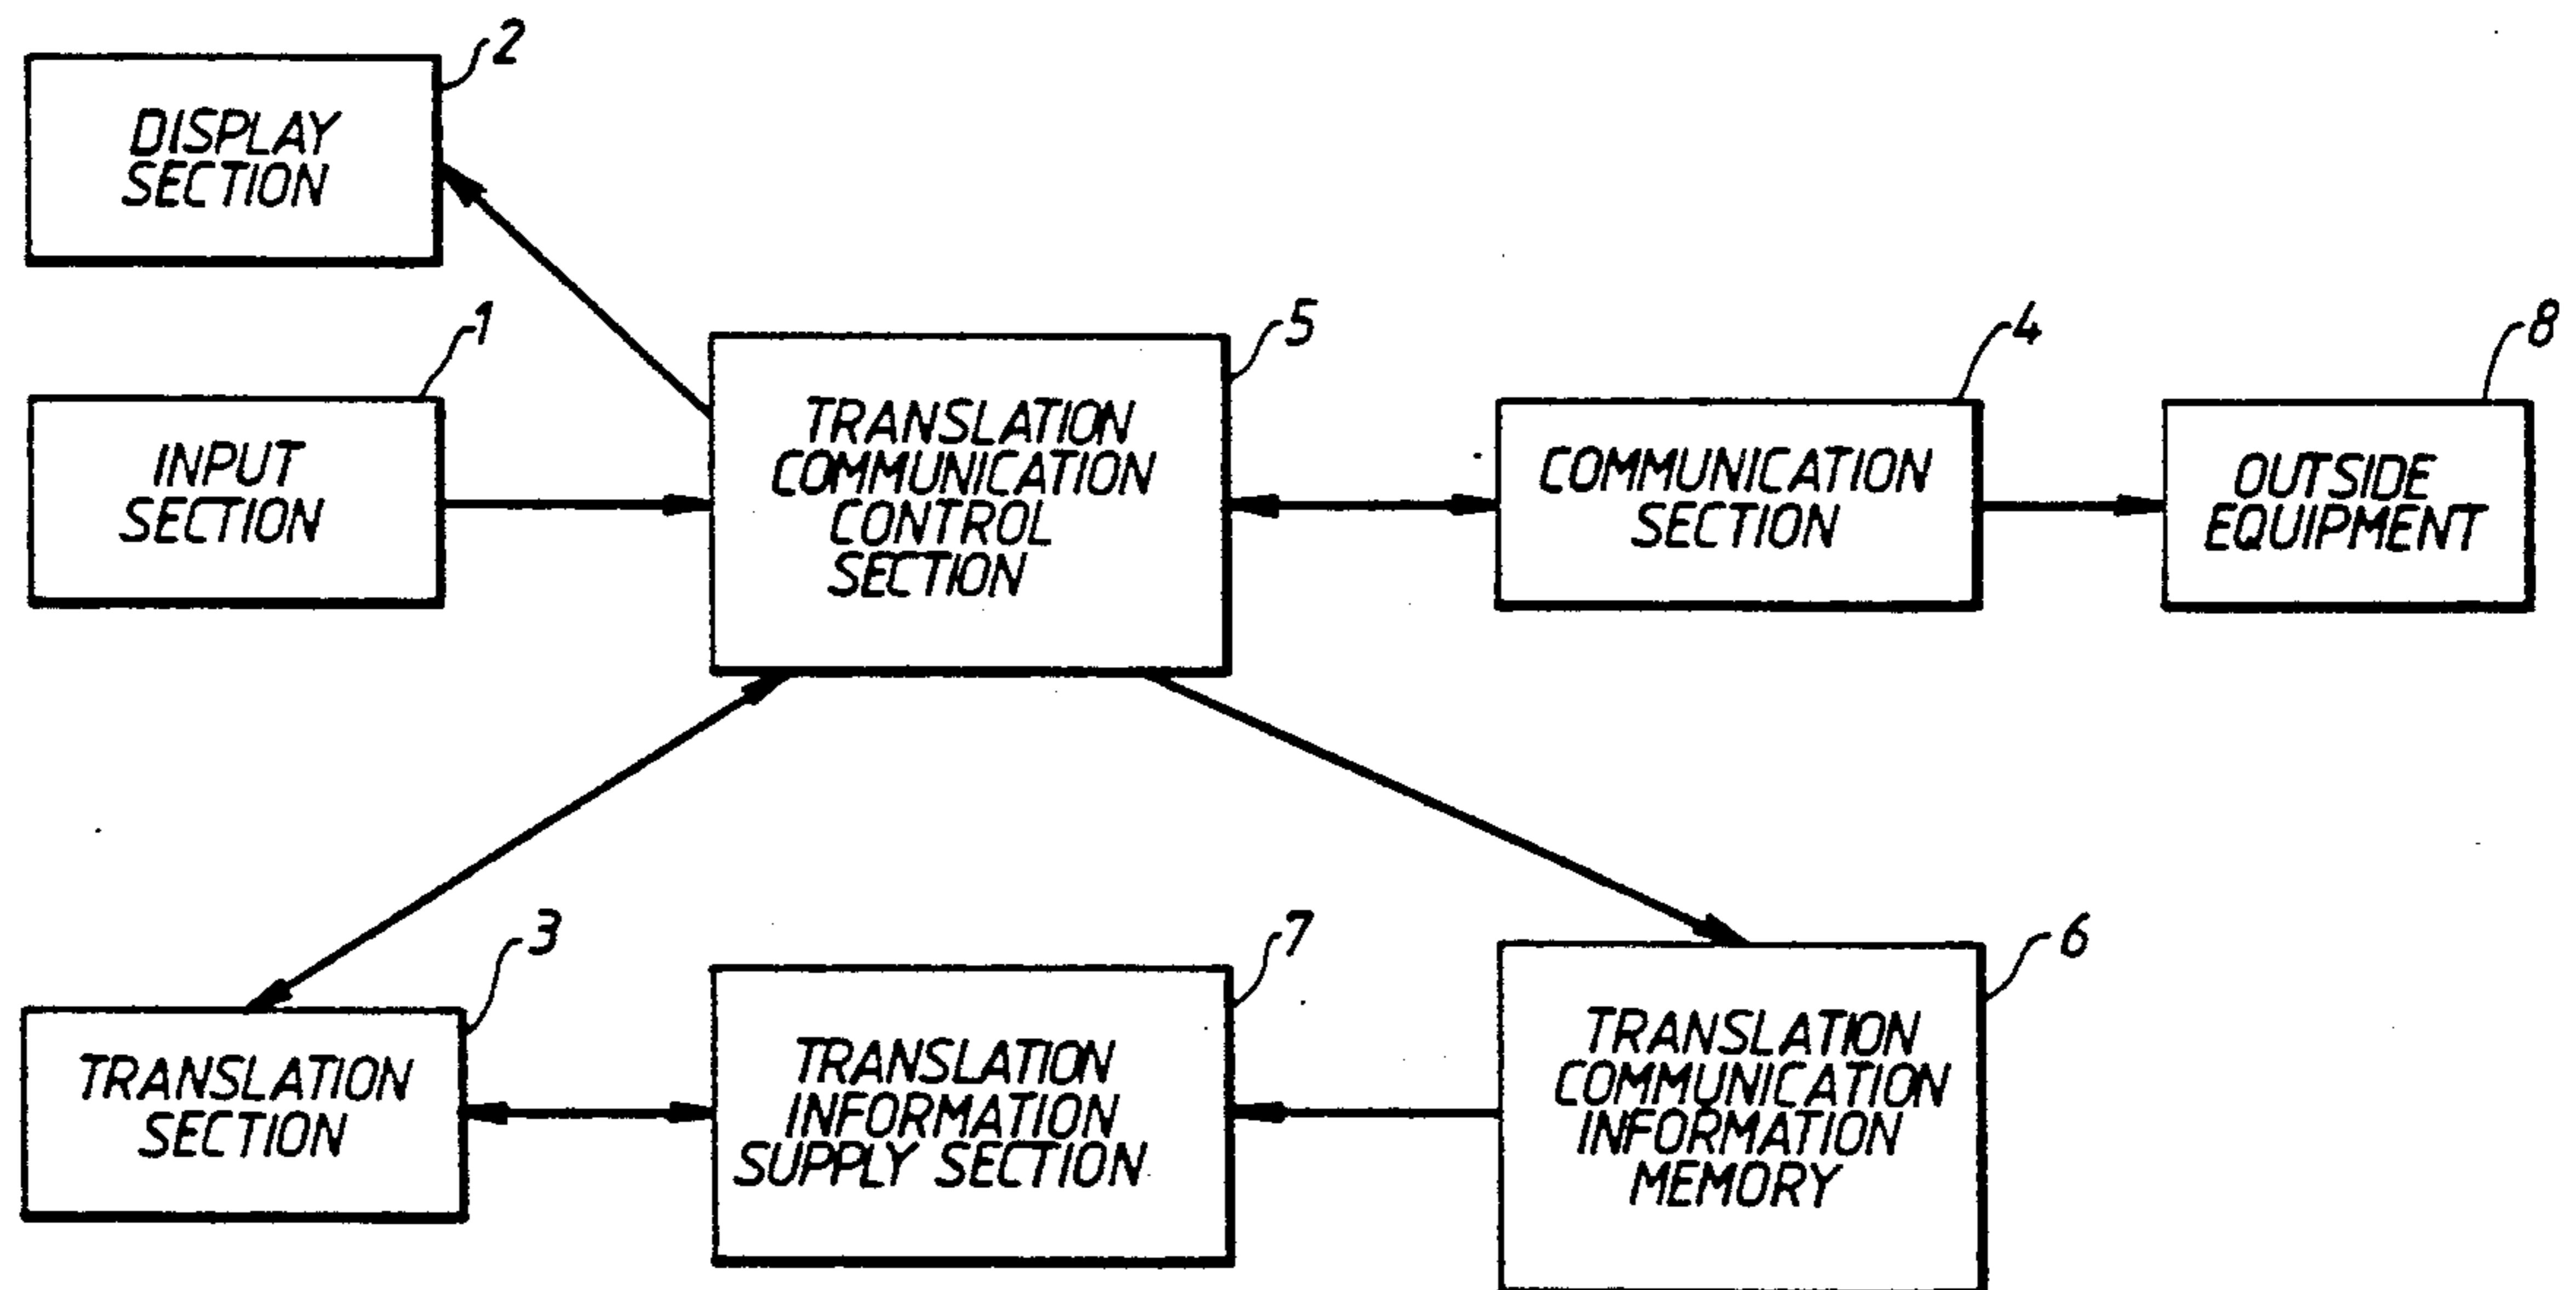 2
DISPLAY
SECTION
1
INPUT
SECTION
5
TRANSLATION
COMMUNICATION
CONTROL
SECTION
4
COMMUNICATION
SECTION
8
OUTSIDE
EQUIPMENT
3
TRANSLATION
SECTION
7
TRANSLATION
INFORMATION
SUPPLY SECTION
6
TRANSLATION
COMMUNICATION
INFORMATION
MEMORY